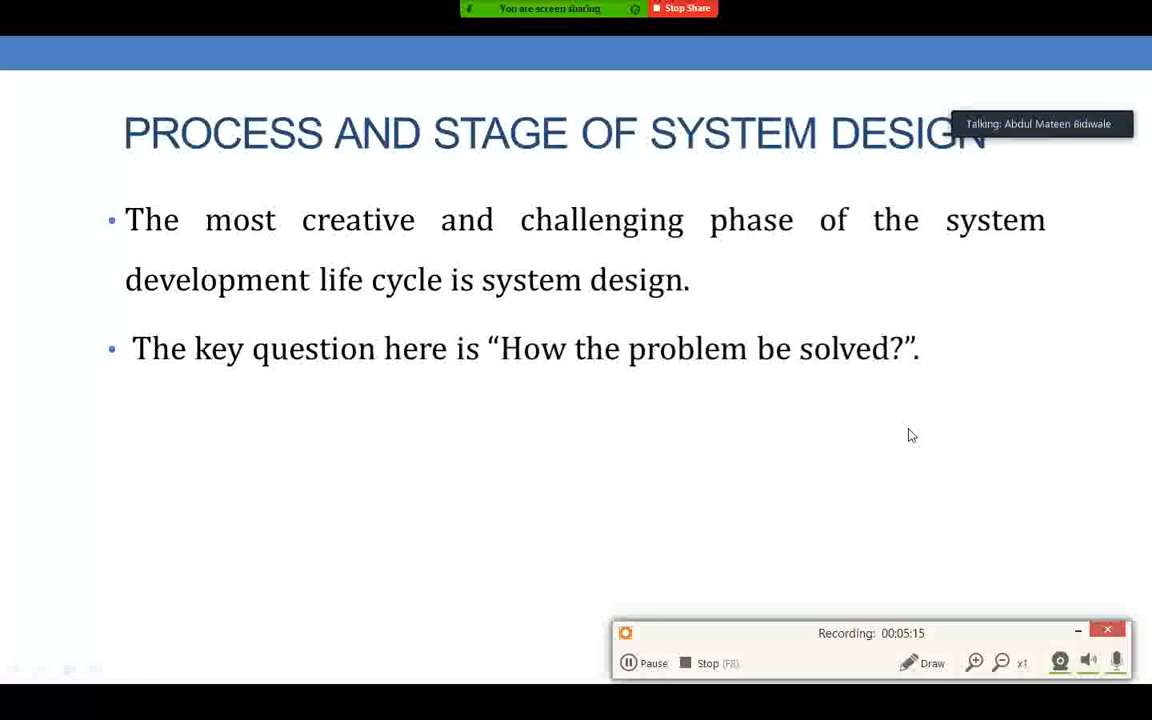 You are screen sharing
Stop Share
PROCESS AND STAGE OF SYSTEM DESIGN
Talking: Abdul Mateen Bidiwale
• The most creative and challenging phase of the system
development life cycle is system design.
• The key question here is “How the problem be solved?”.
Recording: 00:05:15
Pause
Stop (F8)
Draw
x1